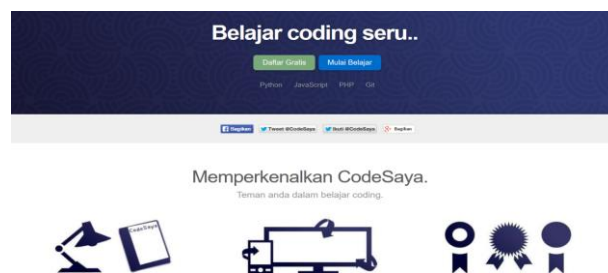 Belajar coding seru..
Daftar Gratis Mulai Belajar
Python JavaScript PHP Git
Bagikan Tweet @CodeSaya Ikuti @CodeSaya Bagikan
Memperkenalkan CodeSaya.
Teman anda dalam belajar coding.
CodeSaya